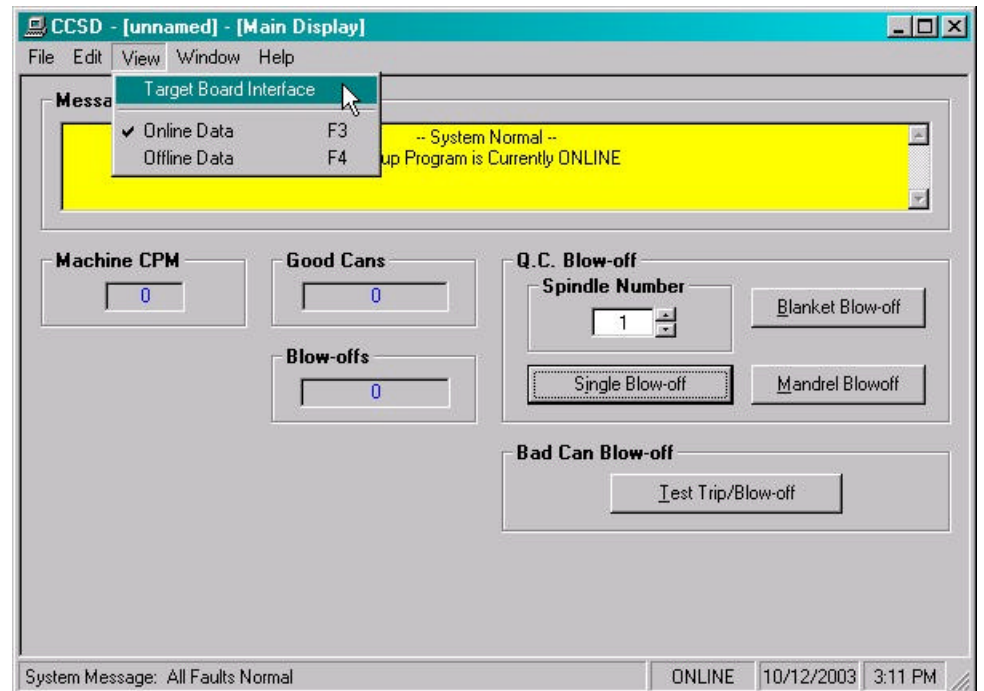 CCSD - [unnamed] - [Main Display]
File Edit View Window Help
Target Board Interface
Online Data F3
Offline Data F4
-- System Normal --
up Program is Currently ONLINE
Machine CPM
0
Good Cans
0
Blow-offs
0
Q.C. Blow-off
Spindle Number
1
Blanket Blow-off
Single Blow-off
Mandrel Blowoff
Bad Can Blow-off
Test Trip/Blow-off
System Message: All Faults Normal
ONLINE
10/12/2003
3:11 PM